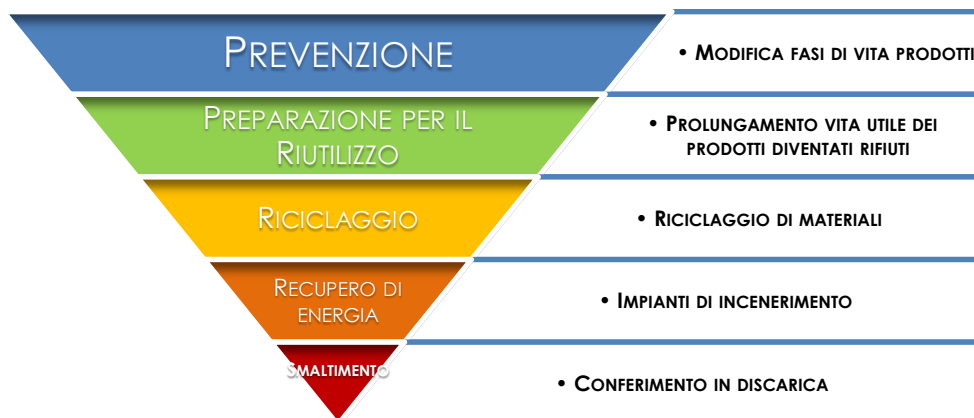 PREVENZIONE
• MODIFICA FASI DI VITA PRODOTTI
PREPARAZIONE PER IL
RIUTILIZZO
• PROLUNGAMENTO VITA UTILE DEI
PRODOTTI DIVENTATI RIFIUTI
RICICLAGGIO
• RICICLAGGIO DI MATERIALI
RECUPERO DI
ENERGIA
• IMPIANTI DI INCENERIMENTO
SMALTIMENTO
• CONFERIMENTO IN DISCARICA